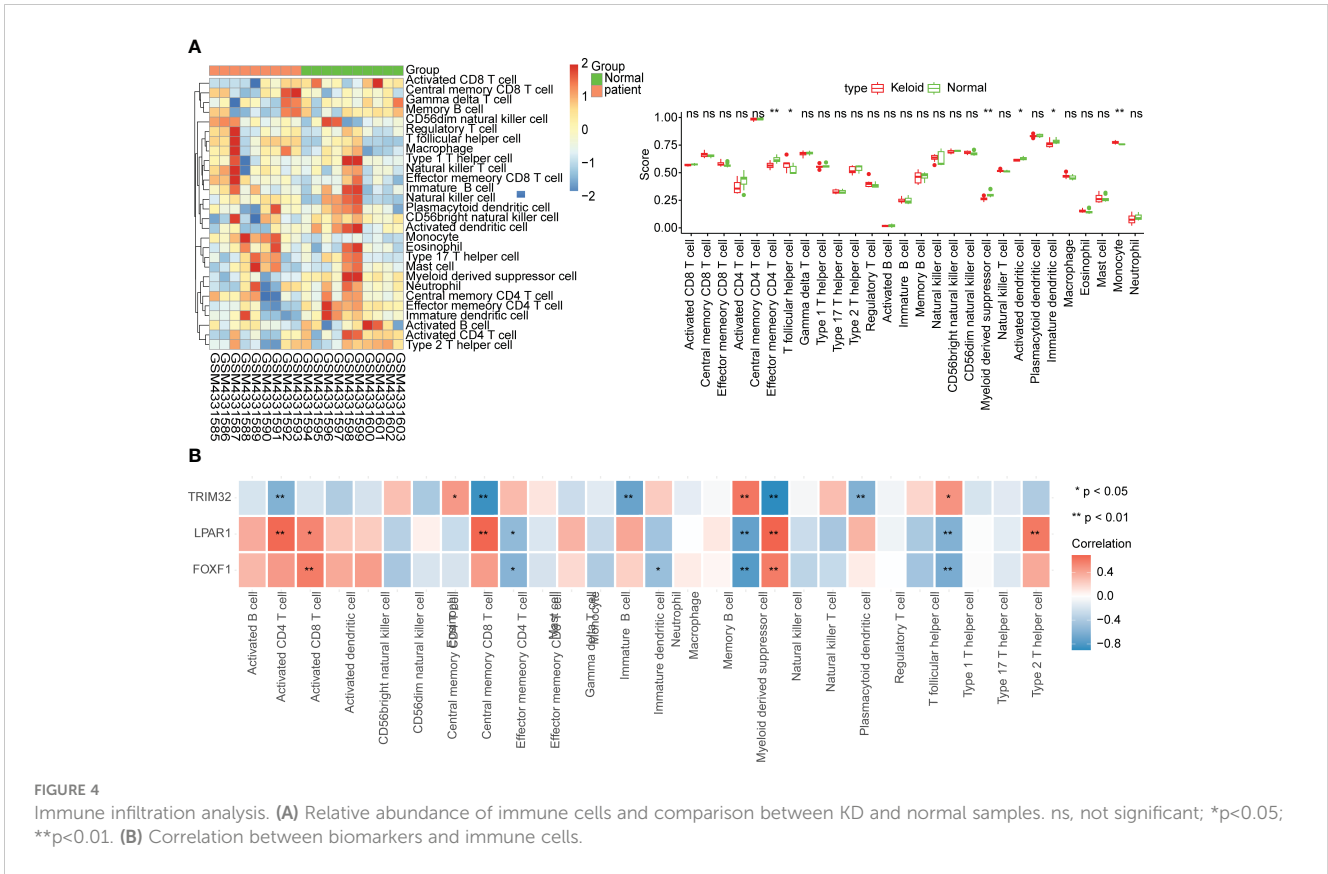 A
Group
Activated CD8 T cell
Central memory CD8 T cell
Gamma delta T cell
Memory B cell
CD56dim natural killer cell
Regulatory T cell
T follicular helper cell
Macrophage
Type 1 T helper cell
Natural killer T cell
Effector memeory CD8 T cell
Immature  B cell
Natural killer cell
Plasmacytoid dendritic cell
CD56bright natural killer cell
Activated dendritic cell
Monocyte
Eosinophil
Type 17 T helper cell
Mast cell
Myeloid derived suppressor cell
Neutrophil
Central memory CD4 T cell
Effector memeory CD4 T cell
Immature dendritic cell
Activated B cell
Activated CD4 T cell
Type 2 T helper cell
GSM4331585
GSM4331586
GSM4331587
GSM4331588
GSM4331589
GSM4331590
GSM4331591
GSM4331592
GSM4331593
GSM4331594
GSM4331595
GSM4331596
GSM4331597
GSM4331598
GSM4331599
GSM4331600
GSM4331601
GSM4331602
GSM4331603
2
1
0
−1
−2
Group
Normal
patient
type Keloid Normal
ns ns ns ns ns ** * ns ns ns ns ns ns ns ns ns ns ns ** ns * ns * ns ns ns ** ns
Score
1.00
0.75
0.50
0.25
0.00
Activated CD8 T cell
Central memory CD8 T cell
Effector memeory CD8 T cell
Activated CD4 T cell
Central memory CD4 T cell
Effector memeory CD4 T cell
T follicular helper cell
Gamma delta T cell
Type 1 T helper cell
Type 17 T helper cell
Type 2 T helper cell
Regulatory T cell
Activated B cell
Immature  B cell
Memory B cell
Natural killer cell
CD56bright natural killer cell
CD56dim natural killer cell
Myeloid derived suppressor cell
Natural killer T cell
Activated dendritic cell
Plasmacytoid dendritic cell
Immature dendritic cell
Macrophage
Eosinophil
Mast cell
Monocyte
Neutrophil
B
TRIM32
** * ** ** ** ** ** *
LPAR1
** * ** * ** ** ** **
FOXF1
** * * ** ** **
Activated B cell
Activated CD4 T cell
Activated CD8 T cell
Activated dendritic cell
CD56bright natural killer cell
CD56dim natural killer cell
Central memory CD4 T cell
Eosinophil
Central memory CD8 T cell
Effector memeory CD4 T cell
Effector memeory CD8 T cell
Mast cell
Gamma delta T cell
Monocyte
Immature  B cell
Immature dendritic cell
Neutrophil
Macrophage
Memory B cell
Myeloid derived suppressor cell
Natural killer cell
Natural killer T cell
Plasmacytoid dendritic cell
Regulatory T cell
T follicular helper cell
Type 1 T helper cell
Type 17 T helper cell
Type 2 T helper cell
* p < 0.05
** p < 0.01
Correlation
0.4
0.0
−0.4
−0.8
FIGURE 4
Immune infiltration analysis. (A) Relative abundance of immune cells and comparison between KD and normal samples. ns, not significant; *p<0.05;
**p<0.01. (B) Correlation between biomarkers and immune cells.